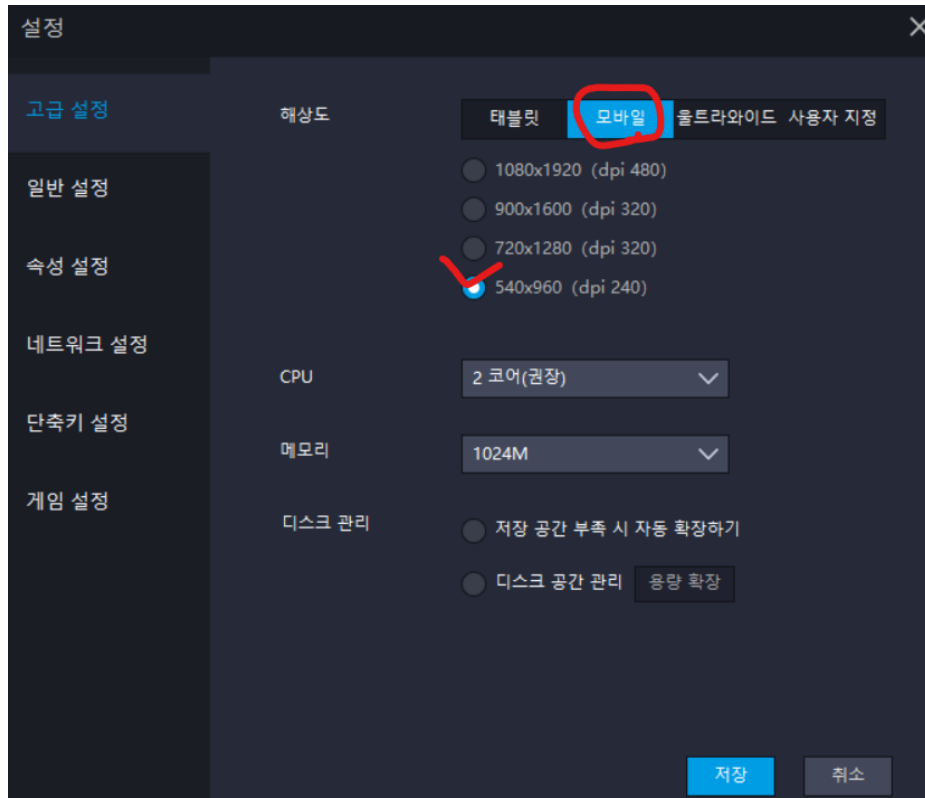 설정
고급 설정
일반 설정
속성 설정
네트워크 설정
단축키 설정
게임 설정
해상도
태블릿 모바일 울트라와이드 사용자 지정
1080x1920 (dpi 480)
900x1600 (dpi 320)
720x1280 (dpi 320)
540x960 (dpi 240)
CPU
2 코어(권장)
메모리
1024M
디스크 관리
저장 공간 부족 시 자동 확장하기
디스크 공간 관리 용량 확장
저장 취소